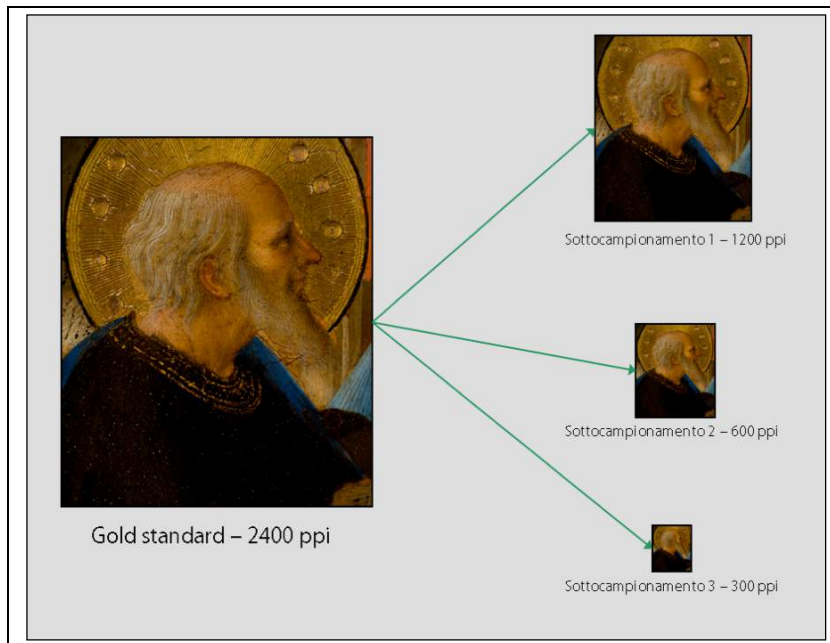 Gold standard – 2400 ppi
Sottocampionamento 1 – 1200 ppi
Sottocampionamento 2 – 600 ppi
Sottocampionamento 3 – 300 ppi